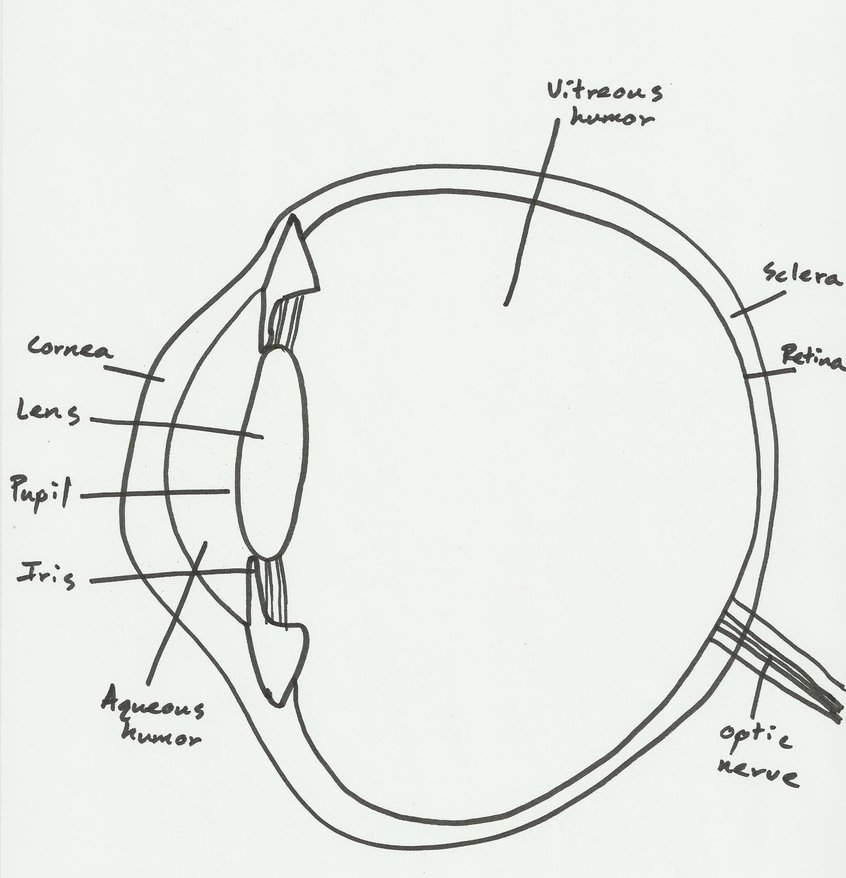 Vitreous
humor
Sclera
Retina
Cornea
Lens
Pupil
Iris
Aqueous
humor
optic
nerve